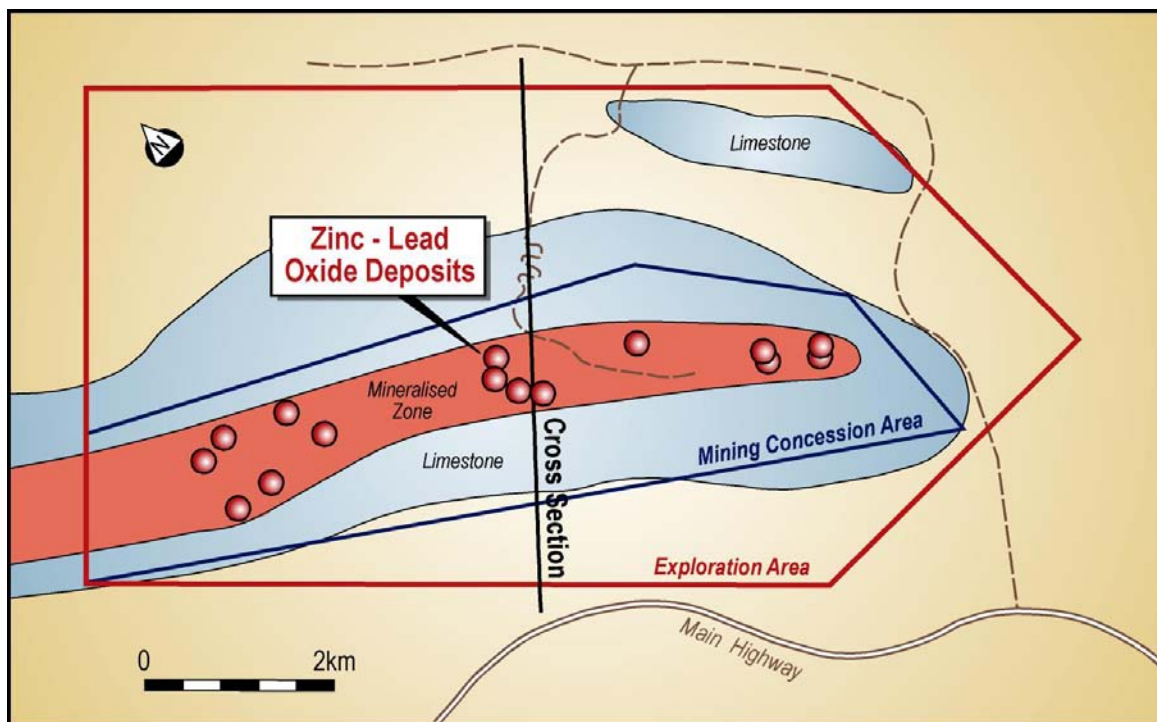 N
Limestone
Zinc - Lead
Oxide Deposits
Mineralised
Zone
Limestone
Cross Section
Mining Concession Area
Exploration Area
Main Highway
0 2km